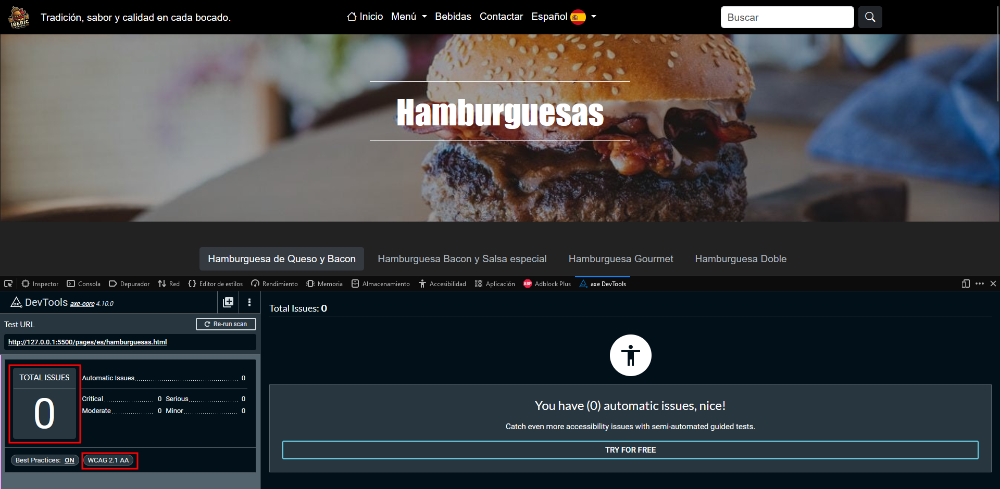 IBERIC
BURGERS
Tradición, sabor y calidad en cada bocado.
Inicio Menú Bebidas Contactar Español
Buscar
Hamburguesas
Hamburguesa de Queso y Bacon Hamburguesa Bacon y Salsa especial Hamburguesa Gourmet Hamburguesa Doble
Inspector Consola Depurador Red Editor de estilos Rendimiento Memoria Almacenamiento Accesibilidad Aplicación ABP Adblock Plus ax axe DevTools
ax DevTools axe-core 4.10.0
Test URL
Re-run scan
http://127.0.0.1:5500/pages/es/hamburguesas.html
TOTAL ISSUES
0
Automatic Issues 0
Critical 0 Serious 0
Moderate 0 Minor 0
Best Practices: ON WCAG 2.1 AA
Total Issues: 0
You have (0) automatic issues, nice!
Catch even more accessibility issues with semi-automated guided tests.
TRY FOR FREE